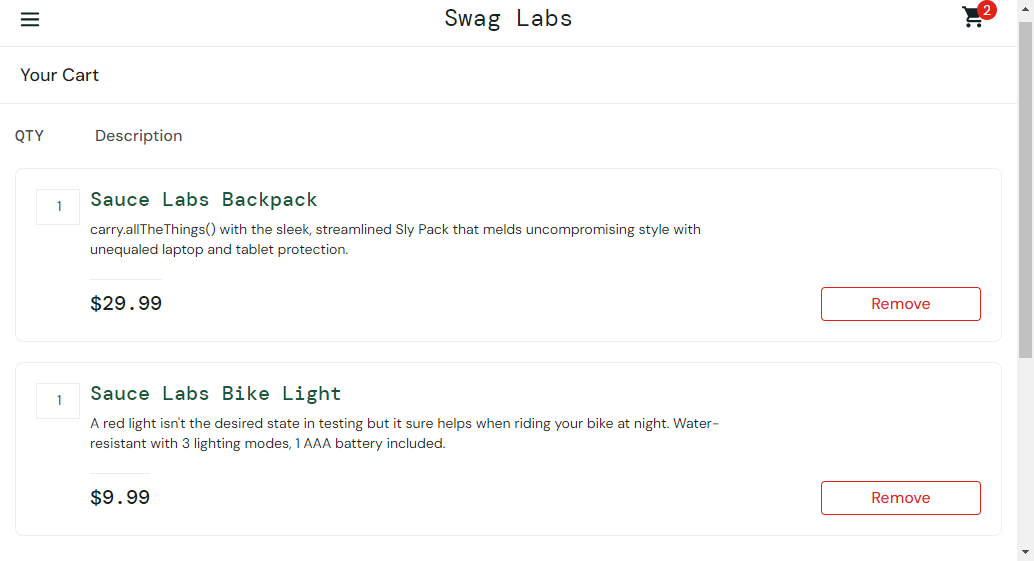 Swag Labs
2
Your Cart
QTY Description
1
Sauce Labs Backpack
carry.allTheThings() with the sleek, streamlined Sly Pack that melds uncompromising style with
unequaled laptop and tablet protection.
$29.99
Remove
1
Sauce Labs Bike Light
A red light isn't the desired state in testing but it sure helps when riding your bike at night. Water-
resistant with 3 lighting modes, 1 AAA battery included.
$9.99
Remove